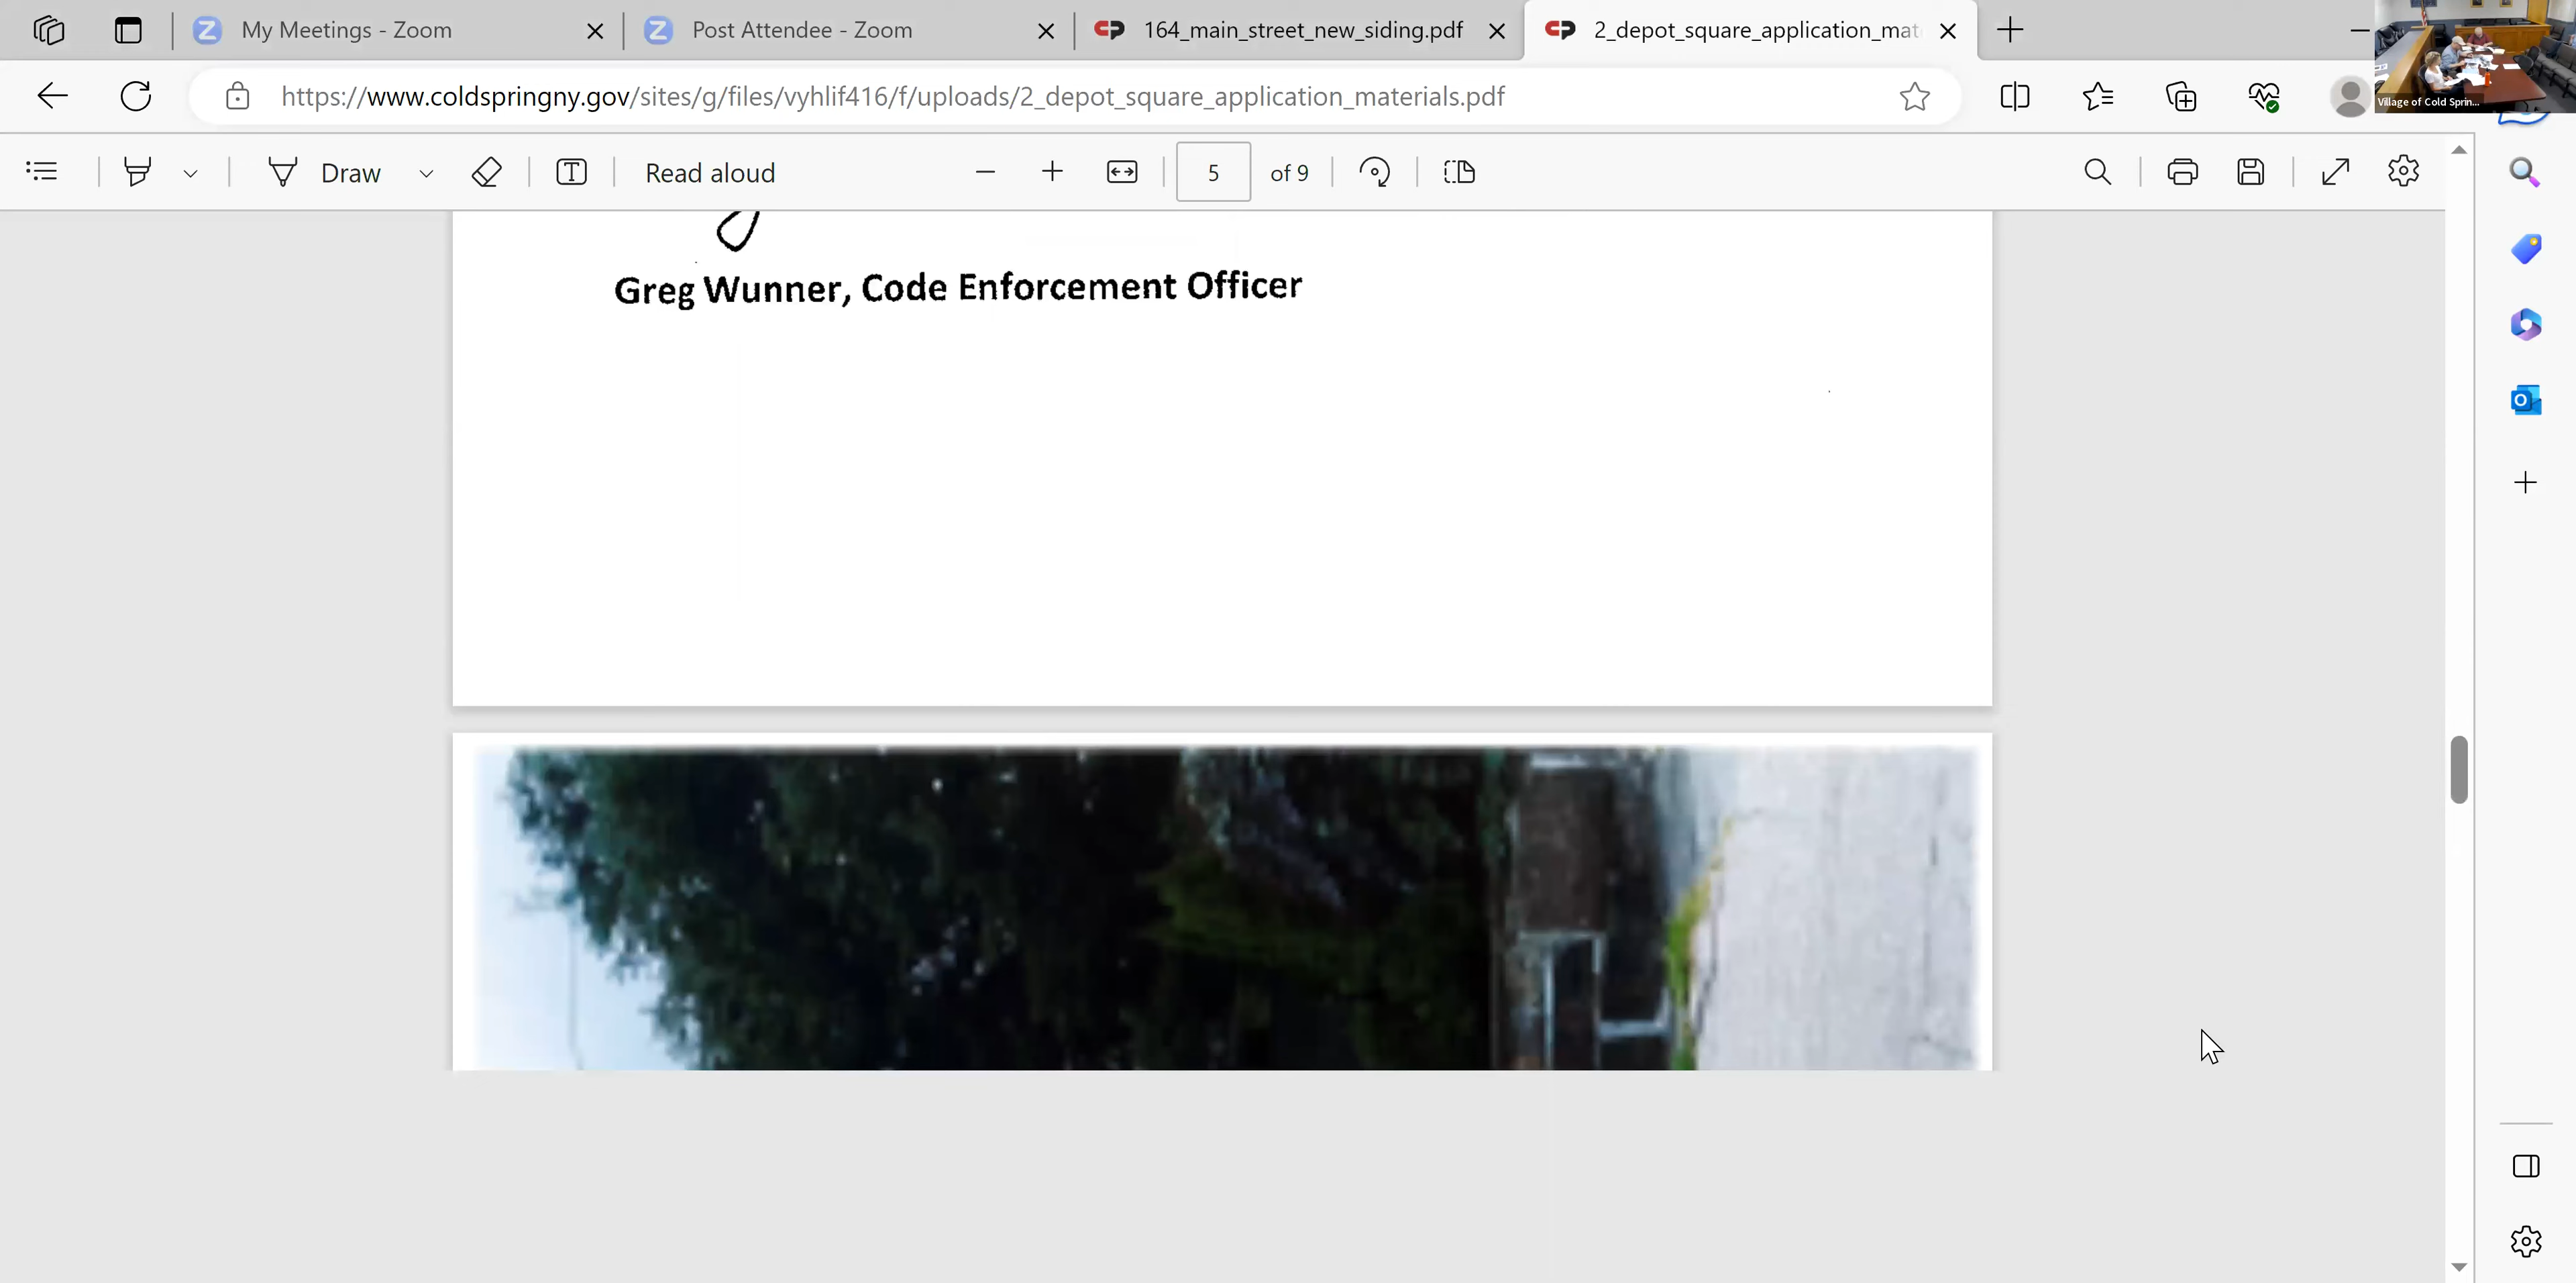 My Meetings - Zoom
Post Attendee - Zoom
164_main_street_new_siding.pdf
2_depot_square_application_mat
https://www.coldspringny.gov/sites/g/files/vyhlif416/f/uploads/2_depot_square_application_materials.pdf
Village of Cold Sprin...
Draw
Read aloud
5 of 9
Greg Wunner, Code Enforcement Officer